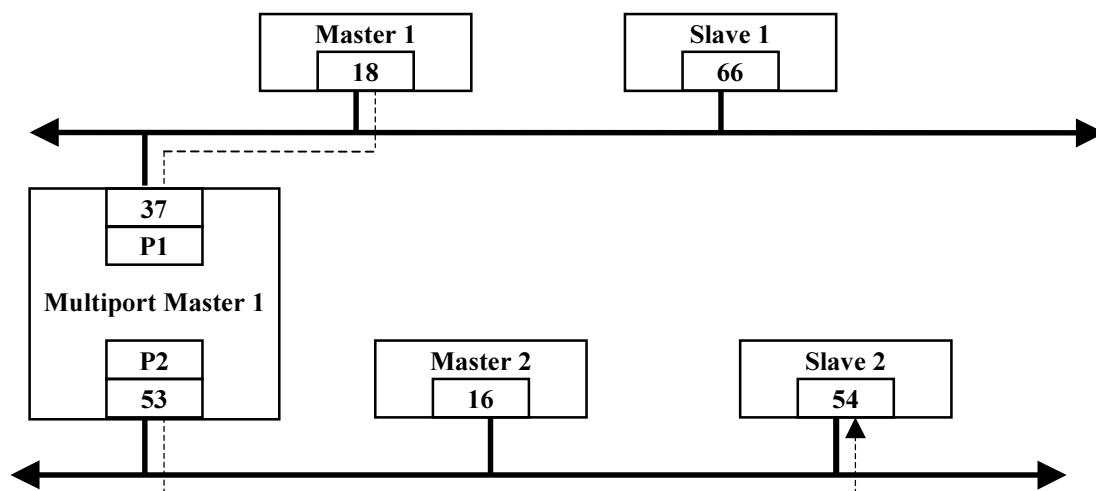 Master 1
18
Slave 1
66
37
P1
Multiport Master 1
P2
53
Master 2
16
Slave 2
54